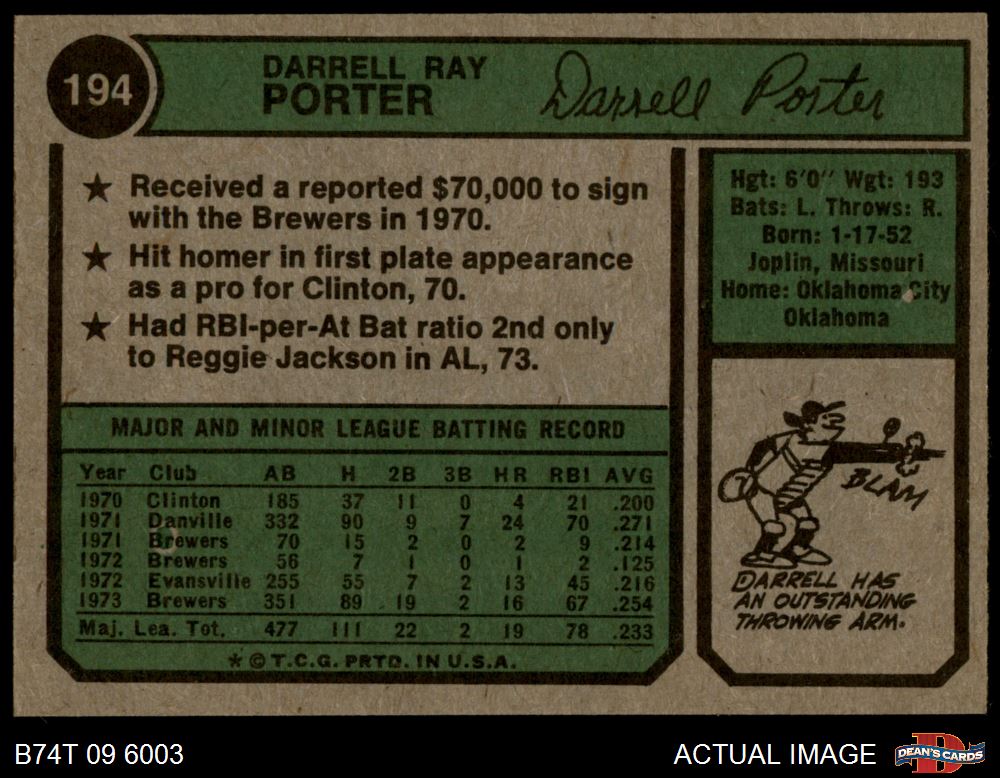 194
DARRELL RAY
PORTER
Darrell Porter
★ Received a reported $70,000 to sign
with the Brewers in 1970.
★ Hit homer in first plate appearance
as a pro for Clinton, 70.
★ Had RBI-per-At Bat ratio 2nd only
to Reggie Jackson in AL, 73.
Hgt: 6'0" Wgt: 193
Bats: L. Throws: R.
Born: 1-17-52
Joplin, Missouri
Home: Oklahoma City
Oklahoma
MAJOR AND MINOR LEAGUE BATTING RECORD
Year Club AB H 2B 3B HR RBI AVG
1970 Clinton 185 37 11 0 4 21 .200
1971 Danville 332 90 9 7 24 70 .271
1971 Brewers 70 15 2 0 2 9 .214
1972 Brewers 56 7 1 0 1 2 .125
1972 Evansville 255 55 7 2 13 45 .216
1973 Brewers 351 89 19 2 16 67 .254
Maj. Lea. Tot. 477 111 22 2 19 78 .233
* © T.C.G. PRTD. IN U.S.A.
BLAM
DARRELL HAS
AN OUTSTANDING
THROWING ARM.
B74T 09 6003
ACTUAL IMAGE
DEAN'S CARDS